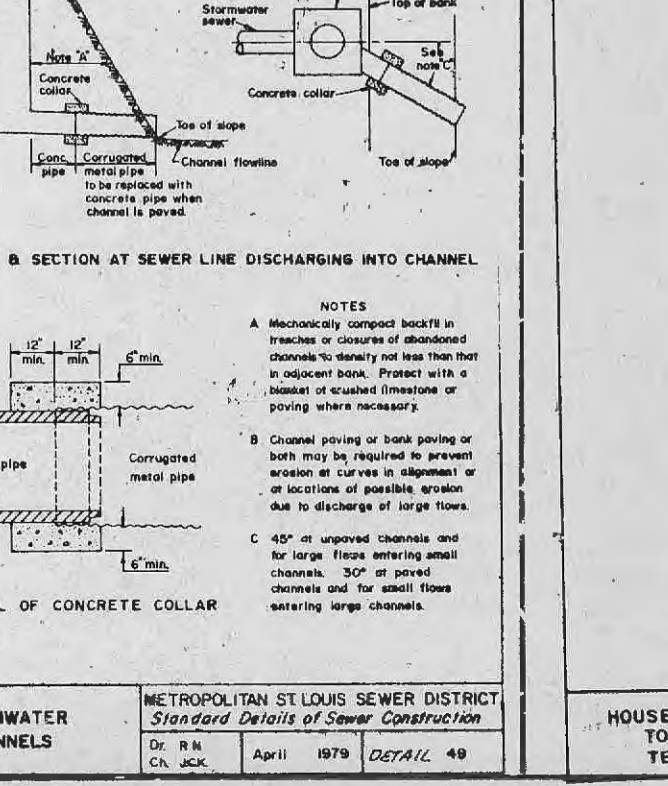 Top of bank
Stormwater
sewer
See
note "C"
Concrete collar
Toe of slope
Note "A"
Concrete
collar
Toe of slope
Channel flowline
Conc. Corrugated
pipe metal pipe
to be replaced with
concrete pipe when
channel is paved.
& SECTION AT SEWER LINE DISCHARGING INTO CHANNEL
12" 12"
min. min.
6" min.
pipe
Corrugated
metal pipe
6" min.
OF CONCRETE COLLAR
NOTES
A Mechanically compact backfill in
trenches or closures of abandoned
channels to density not less than that
in adjacent bank. Protect with a
blanket of crushed limestone or
paving where necessary.
B Channel paving or bank paving or
both may be required to prevent
erosion at curves in alignment or
at locations of possible erosion
due to discharge of large flows.
C 45° at unpaved channels and
for large flows entering small
channels. 30° at paved
channels and for small flows
entering large channels.
WATER
NNELS
METROPOLITAN ST. LOUIS SEWER DISTRICT
Standard Details of Sewer Construction
Dr. R N
Ch. JCK.
April 1979
DETAIL 49
HOUSE
TO
TE